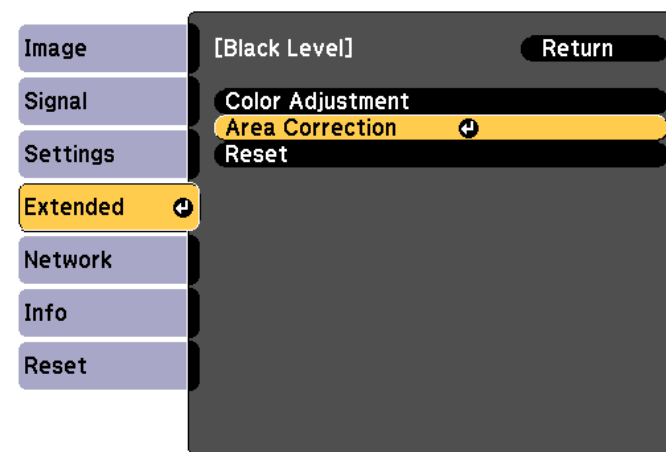 Image
Signal
Settings
Extended
Network
Info
Reset
[Black Level]
Return
Color Adjustment
Area Correction
Reset